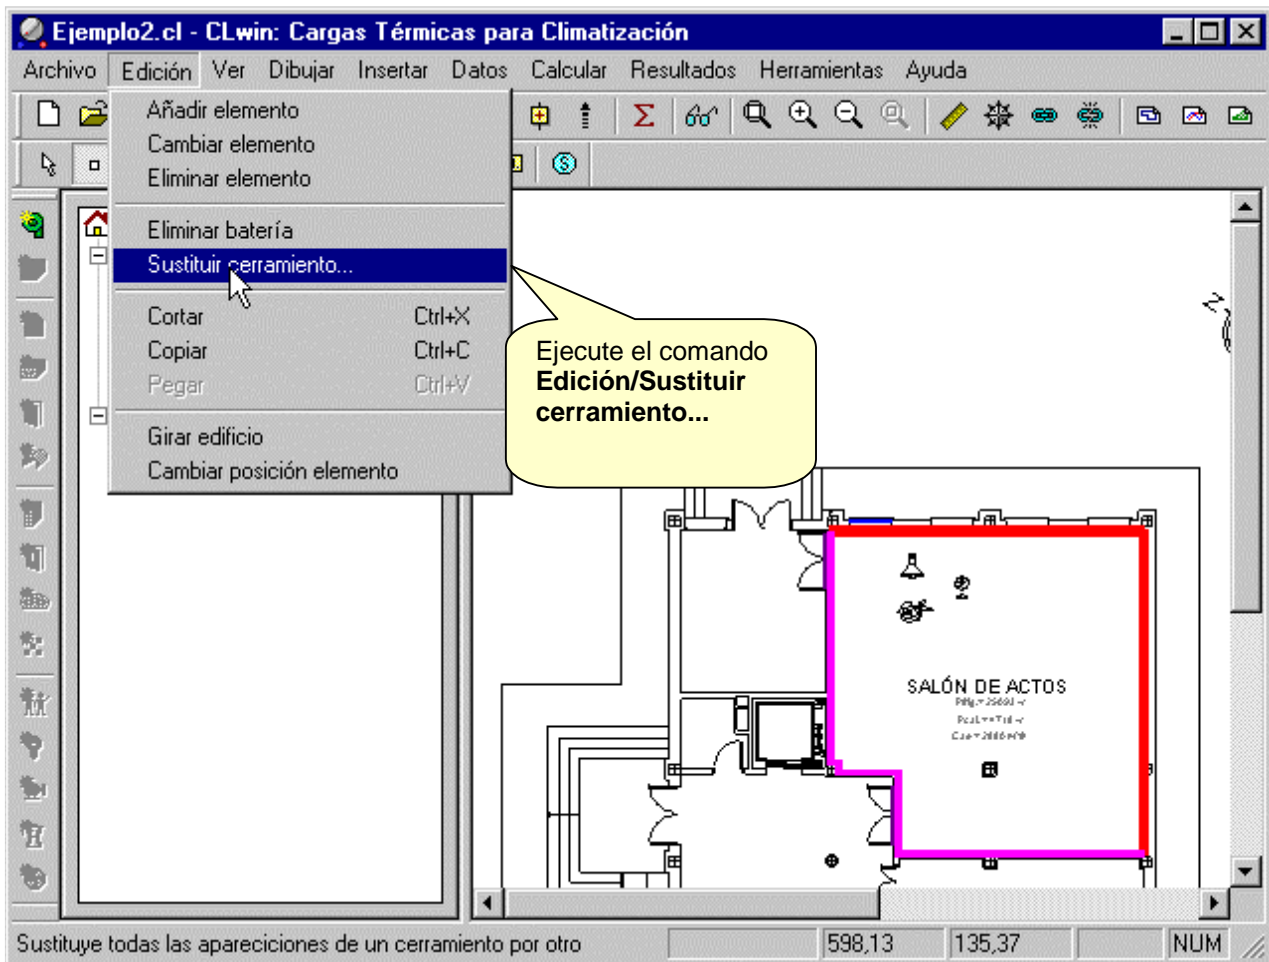 Ejemplo2.cl - CLwin: Cargas Térmicas para Climatización
Archivo Edición Ver Dibujar Insertar Datos Calcular Resultados Herramientas Ayuda
Añadir elemento
Cambiar elemento
Eliminar elemento
Eliminar batería
Sustituir cerramiento...
Cortar Ctrl+X
Copiar Ctrl+C
Pegar Ctrl+V
Girar edificio
Cambiar posición elemento
Ejecute el comando
Edición/Sustituir
cerramiento...
SALÓN DE ACTOS
Sustituye todas las apareciciones de un cerramiento por otro 598,13 135,37 NUM